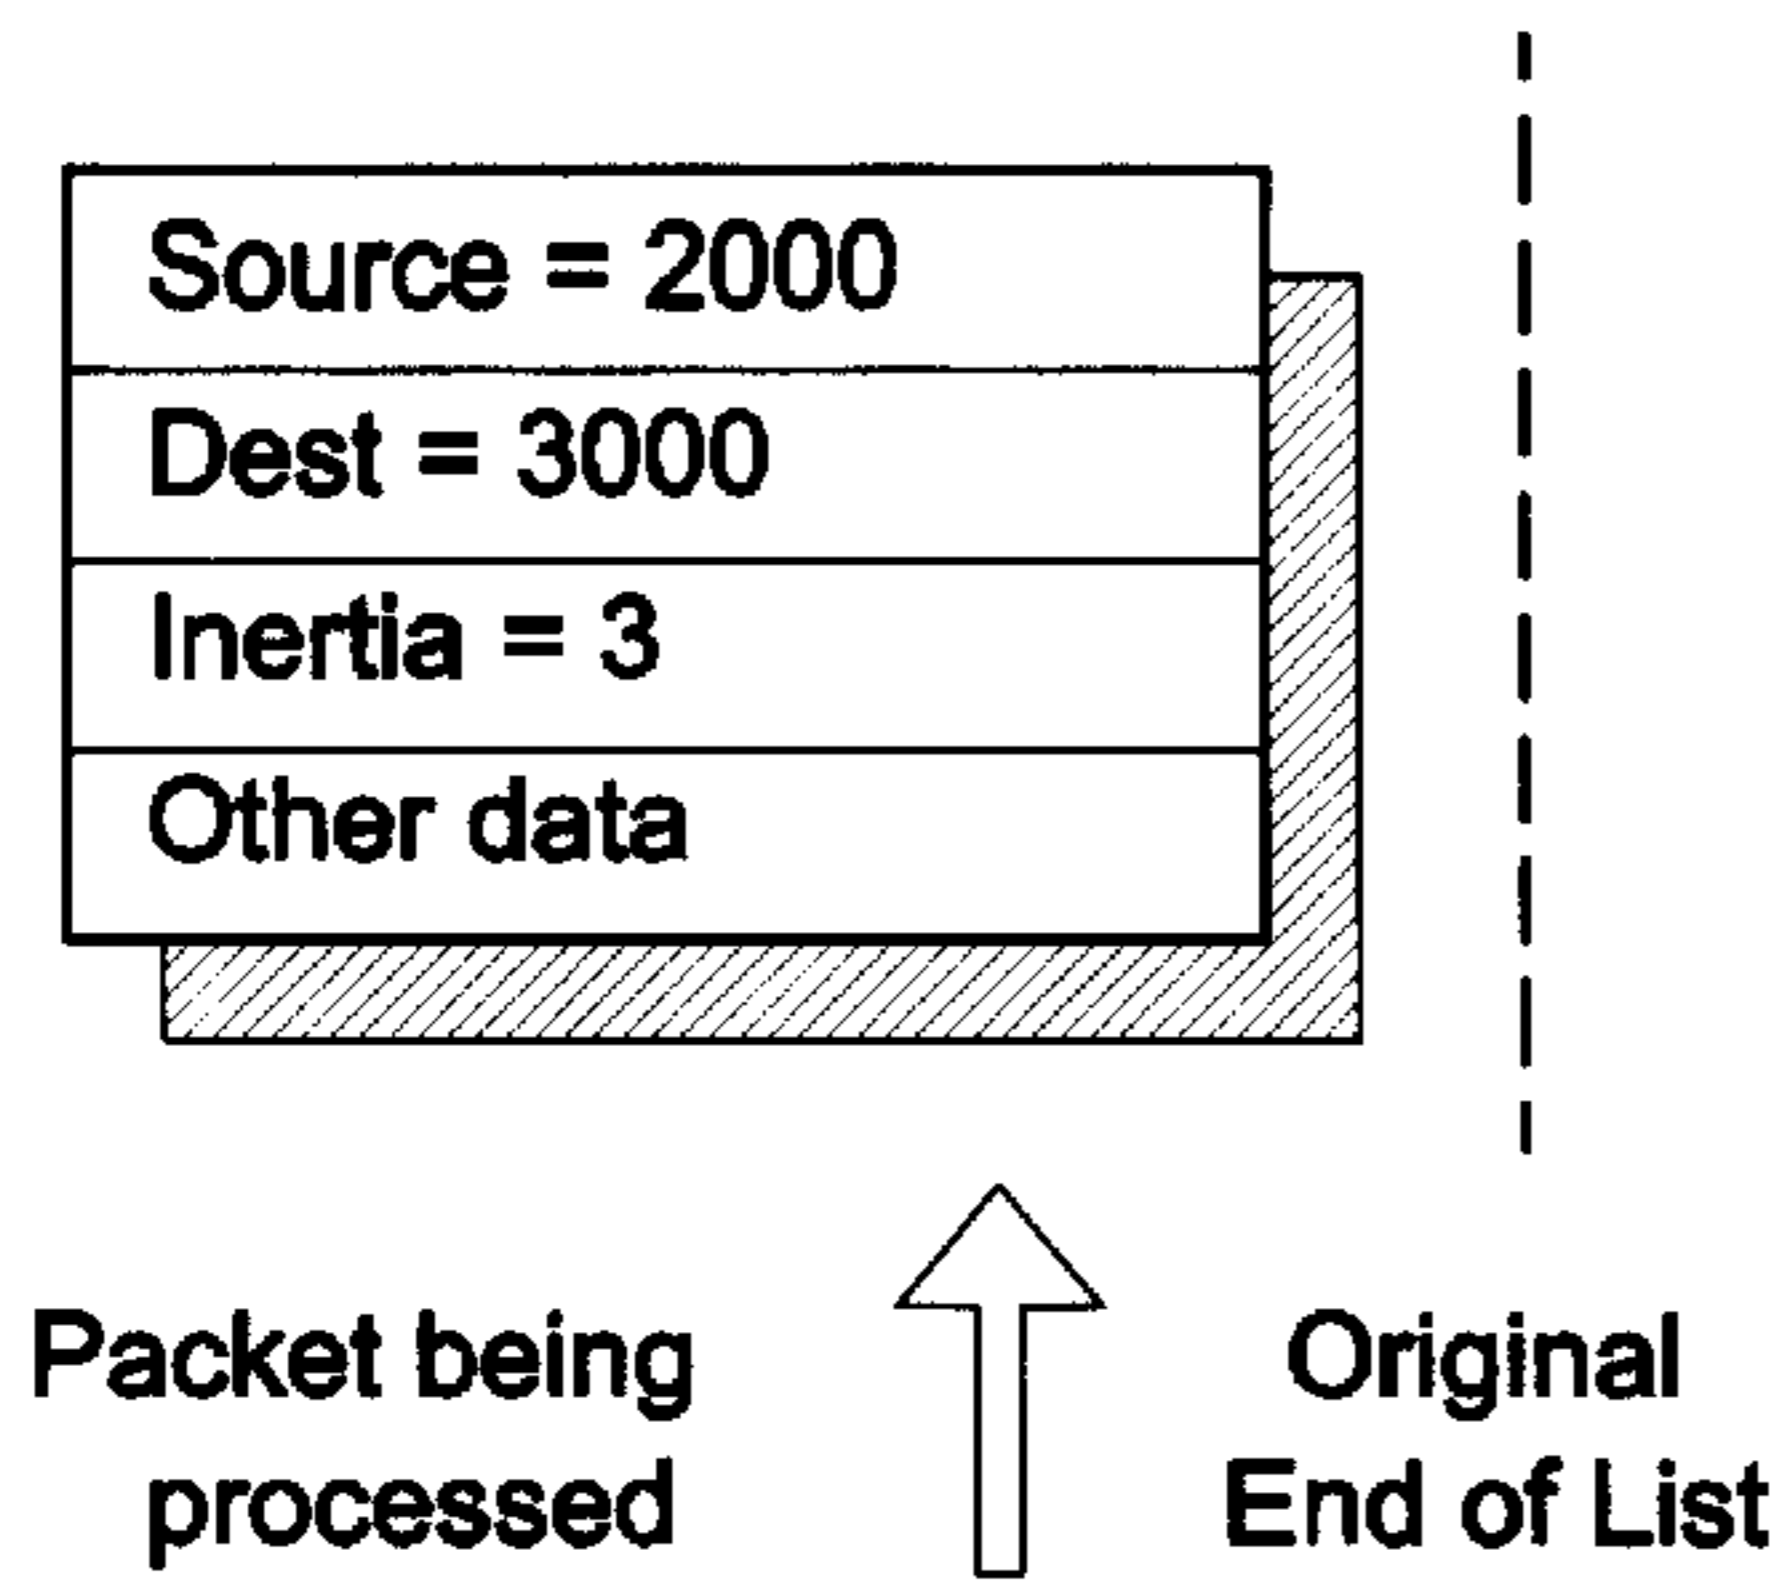 Source = 2000
Dest = 3000
Inertia = 3
Other data
Packet being
processed
Original
End of List